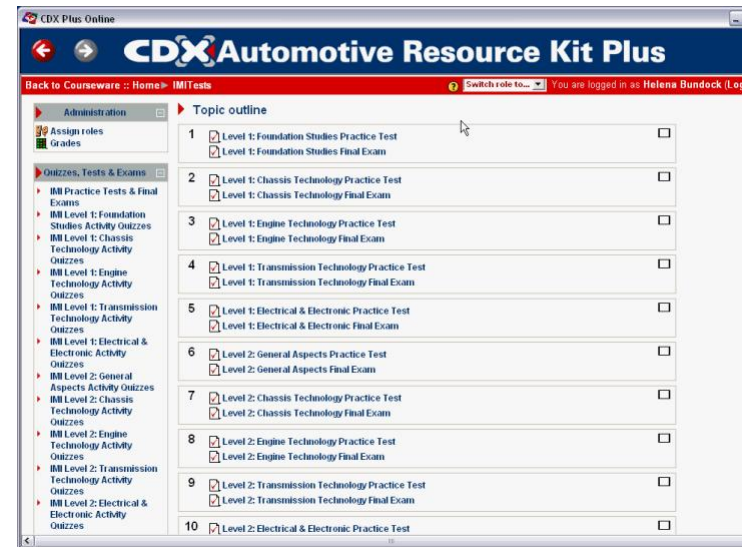 CDX Plus Online
CDX Automotive Resource Kit Plus
Back to Courseware :: Home ▶ IMITests
Switch role to...
You are logged in as Helena Bundock (Log
Administration
Assign roles
Grades
Quizzes, Tests & Exams
IMI Practice Tests & Final
Exams
IMI Level 1: Foundation
Studies Activity Quizzes
IMI Level 1: Chassis
Technology Activity
Quizzes
IMI Level 1: Engine
Technology Activity
Quizzes
IMI Level 1: Transmission
Technology Activity
Quizzes
IMI Level 1: Electrical &
Electronic Activity
Quizzes
IMI Level 2: General
Aspects Activity Quizzes
IMI Level 2: Chassis
Technology Activity
Quizzes
IMI Level 2: Engine
Technology Activity
Quizzes
IMI Level 2: Transmission
Technology Activity
Quizzes
IMI Level 2: Electrical &
Electronic Activity
Quizzes
Topic outline
1 Level 1: Foundation Studies Practice Test
Level 1: Foundation Studies Final Exam
2 Level 1: Chassis Technology Practice Test
Level 1: Chassis Technology Final Exam
3 Level 1: Engine Technology Practice Test
Level 1: Engine Technology Final Exam
4 Level 1: Transmission Technology Practice Test
Level 1: Transmission Technology Final Exam
5 Level 1: Electrical & Electronic Practice Test
Level 1: Electrical & Electronic Final Exam
6 Level 2: General Aspects Practice Test
Level 2: General Aspects Final Exam
7 Level 2: Chassis Technology Practice Test
Level 2: Chassis Technology Final Exam
8 Level 2: Engine Technology Practice Test
Level 2: Engine Technology Final Exam
9 Level 2: Transmission Technology Practice Test
Level 2: Transmission Technology Final Exam
10 Level 2: Electrical & Electronic Practice Test